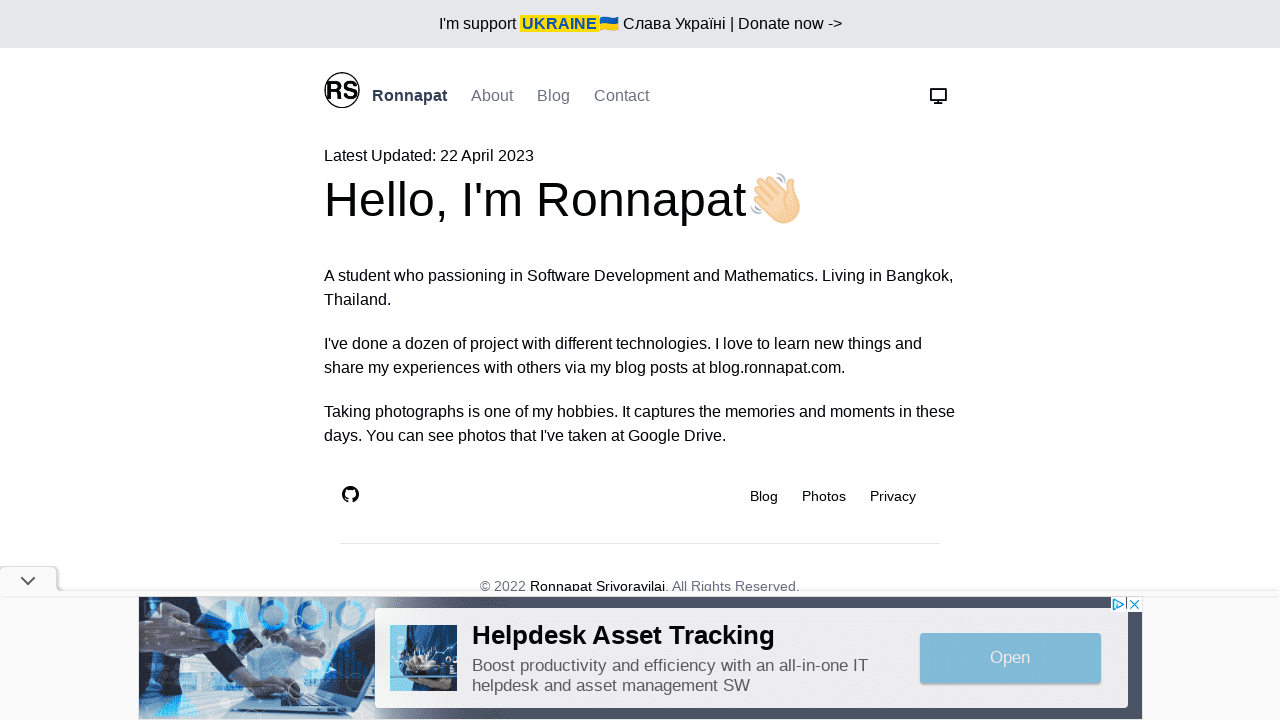 I'm support UKRAINE🇺🇦 Слава Україні | Donate now ->
RS Ronnapat About Blog Contact
Latest Updated: 22 April 2023
Hello, I'm Ronnapat👋🏻
A student who passioning in Software Development and Mathematics. Living in Bangkok,
Thailand.
I've done a dozen of project with different technologies. I love to learn new things and
share my experiences with others via my blog posts at blog.ronnapat.com.
Taking photographs is one of my hobbies. It captures the memories and moments in these
days. You can see photos that I've taken at Google Drive.
Blog Photos Privacy
© 2022 Ronnapat Srivoravilai. All Rights Reserved.
Helpdesk Asset Tracking
Boost productivity and efficiency with an all-in-one IT
helpdesk and asset management SW
Open